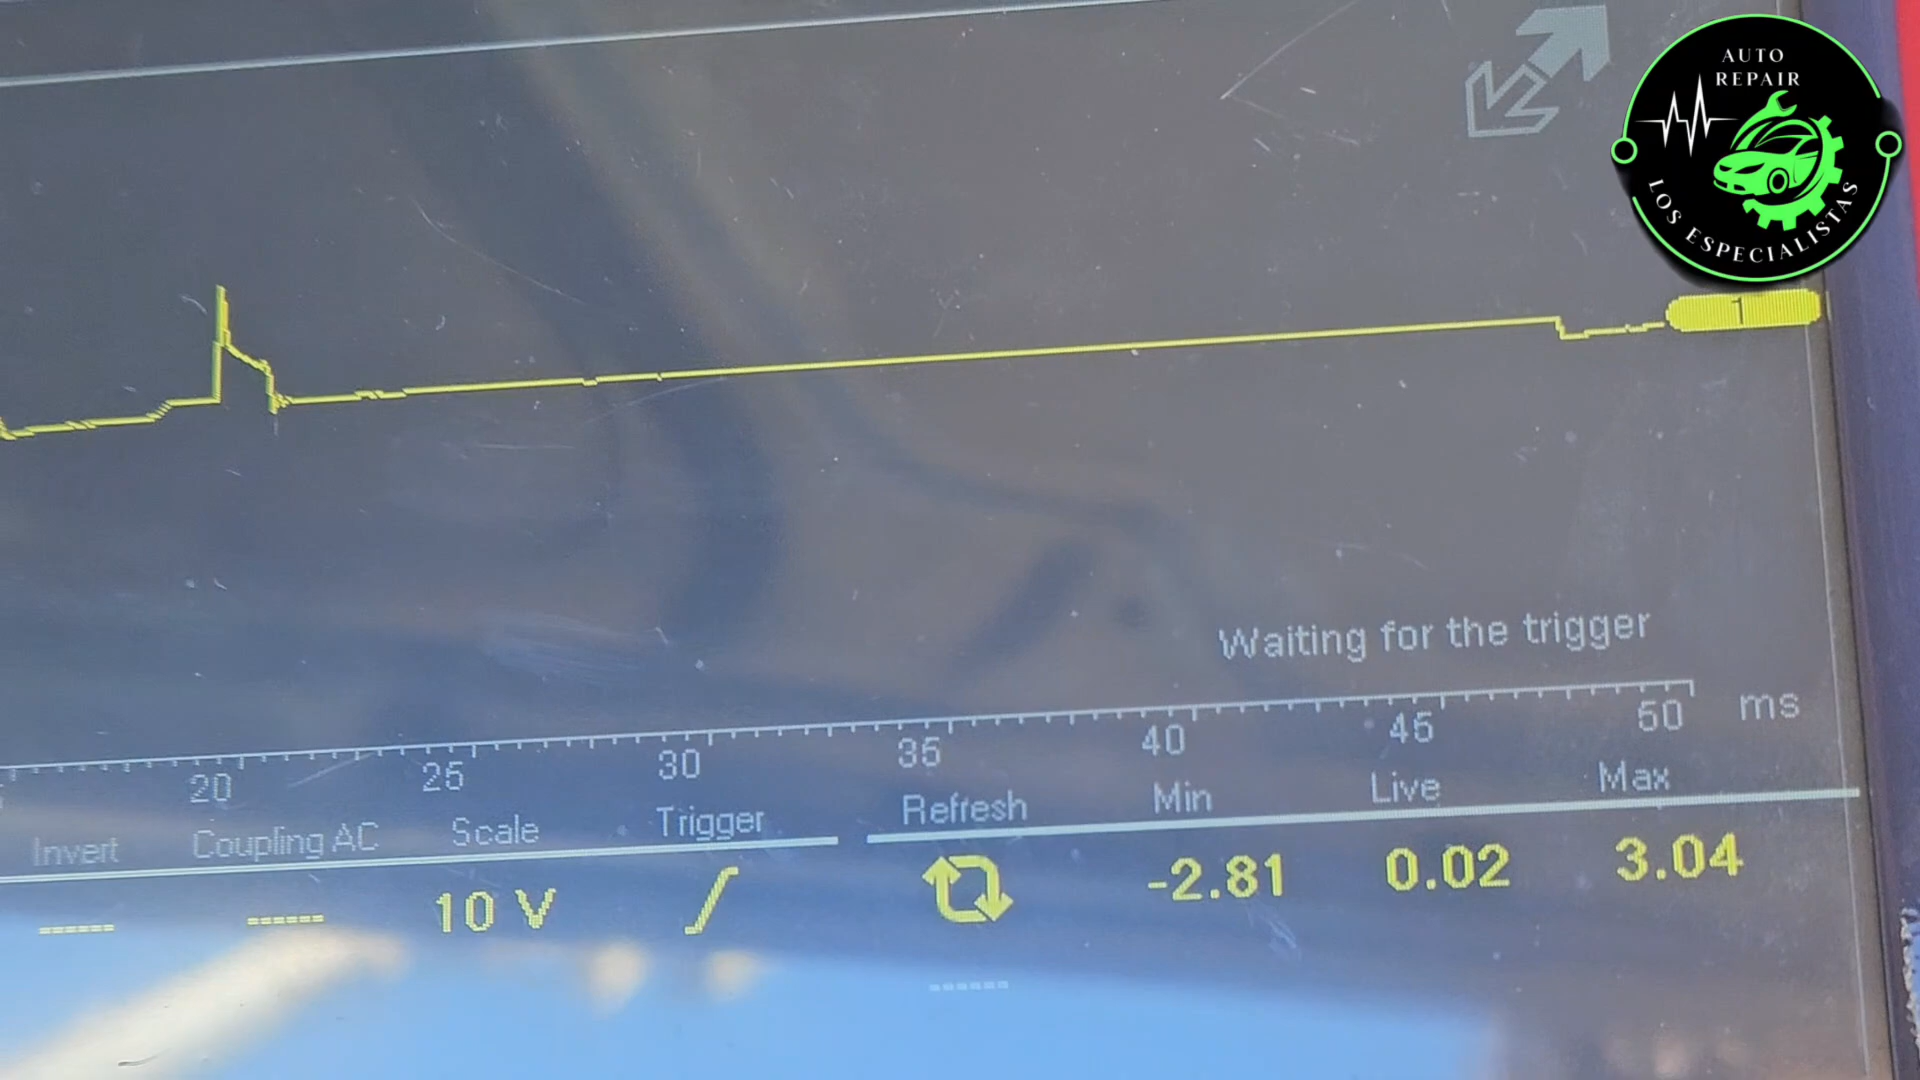 AUTO
REPAIR
LOS ESPECIALISTAS
1
Waiting for the trigger
20 25 30 35 40 45 50 ms
Invert Coupling AC Scale Trigger Refresh Min Live Max
------ ------ 10 V -2.81 0.02 3.04
------